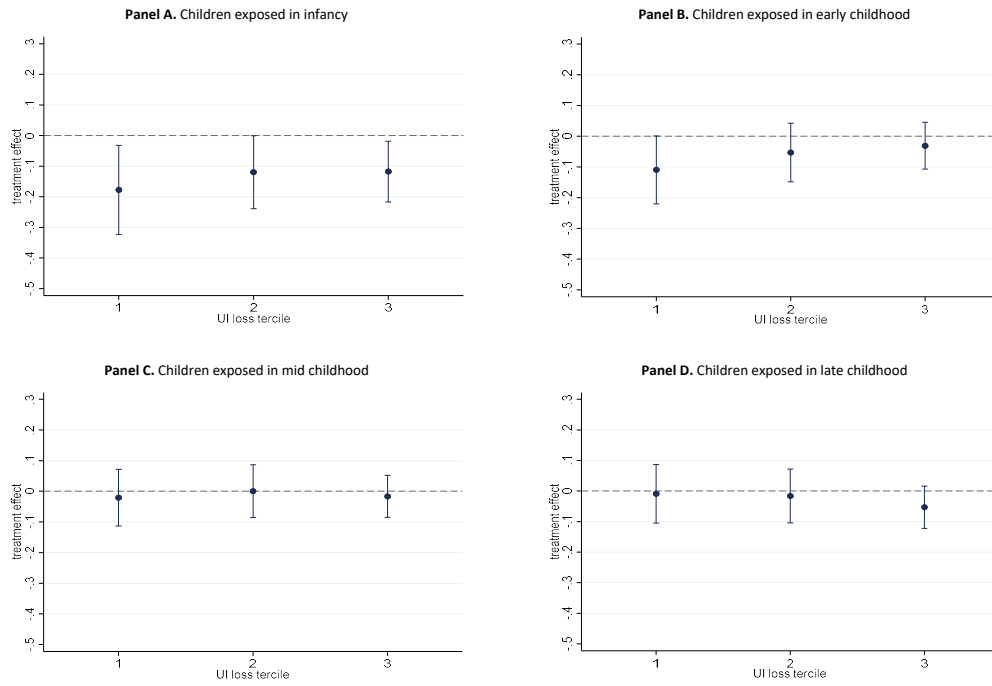 Panel A. Children exposed in infancy
treatment effect
.3
.2
.1
0
-.1
-.2
-.3
-.4
-.5
1 2 3
UI loss tercile
Panel B. Children exposed in early childhood
treatment effect
.3
.2
.1
0
-.1
-.2
-.3
-.4
-.5
1 2 3
UI loss tercile
Panel C. Children exposed in mid childhood
treatment effect
.3
.2
.1
0
-.1
-.2
-.3
-.4
-.5
1 2 3
UI loss tercile
Panel D. Children exposed in late childhood
treatment effect
.3
.2
.1
0
-.1
-.2
-.3
-.4
-.5
1 2 3
UI loss tercile